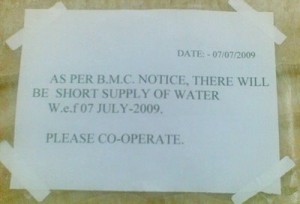 DATE: - 07/07/2009
AS PER B.M.C. NOTICE, THERE WILL
BE SHORT SUPPLY OF WATER
W.e.f 07 JULY-2009.
PLEASE CO-OPERATE.